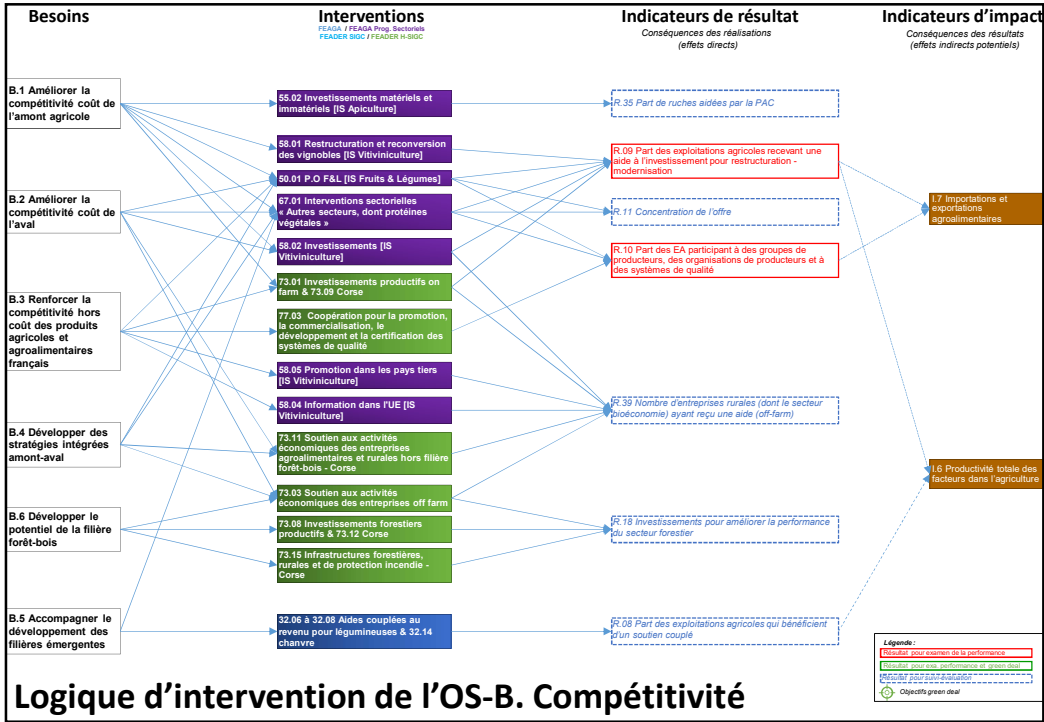 Besoins
Interventions
FEAGA / FEAGA Prog. Sectoriels
FEADER SIGC / FEADER H-SIGC
Indicateurs de résultat
Conséquences des réalisations
(effets directs)
Indicateurs d'impact
Conséquences des résultats
(effets indirects potentiels)
B.1 Améliorer la
compétitivité coût de
l'amont agricole
B.2 Améliorer la
compétitivité coût de
l'aval
B.3 Renforcer la
compétitivité hors
coût des produits
agricoles et
agroalimentaires
français
B.4 Développer des
stratégies intégrées
amont-aval
B.6 Développer le
potentiel de la filière
forêt-bois
B.5 Accompagner le
développement des
filières émergentes
55.02 Investissements matériels et
immatériels [IS Apiculture]
58.01 Restructuration et reconversion
des vignobles [IS Vitiviniculture]
50.01 P.O F&L [IS Fruits & Légumes]
67.01 Interventions sectorielles
« Autres secteurs, dont protéines
végétales »
58.02 Investissements [IS
Vitiviniculture]
73.01 Investissements productifs on
farm & 73.09 Corse
77.03 Coopération pour la promotion,
la commercialisation, le
développement et la certification des
systèmes de qualité
58.05 Promotion dans les pays tiers
[IS Vitiviniculture]
58.04 Information dans l'UE [IS
Vitiviniculture]
73.11 Soutien aux activités
économiques des entreprises
agroalimentaires et rurales hors filière
forêt-bois - Corse
73.03 Soutien aux activités
économiques des entreprises off farm
73.08 Investissements forestiers
productifs & 73.12 Corse
73.15 Infrastructures forestières,
rurales et de protection incendie -
Corse
32.06 à 32.08 Aides couplées au
revenu pour légumineuses & 32.14
chanvre
R.35 Part de ruches aidées par la PAC
R.09 Part des exploitations agricoles recevant une
aide à l'investissement pour restructuration -
modernisation
R.11 Concentration de l'offre
R.10 Part des EA participant à des groupes de
producteurs, des organisations de producteurs et à
des systèmes de qualité
R.39 Nombre d'entreprises rurales (dont le secteur
bioéconomie) ayant reçu une aide (off-farm)
R.18 Investissements pour améliorer la performance
du secteur forestier
R.08 Part des exploitations agricoles qui bénéficient
d'un soutien couplé
I.7 Importations et
exportations
agroalimentaires
I.6 Productivité totale des
facteurs dans l'agriculture
Légende :
Résultat pour examen de la performance
Résultat pour exa. performance et green deal
Résultat pour suivi-évaluation
Objectifs green deal
Logique d'intervention de l'OS-B. Compétitivité